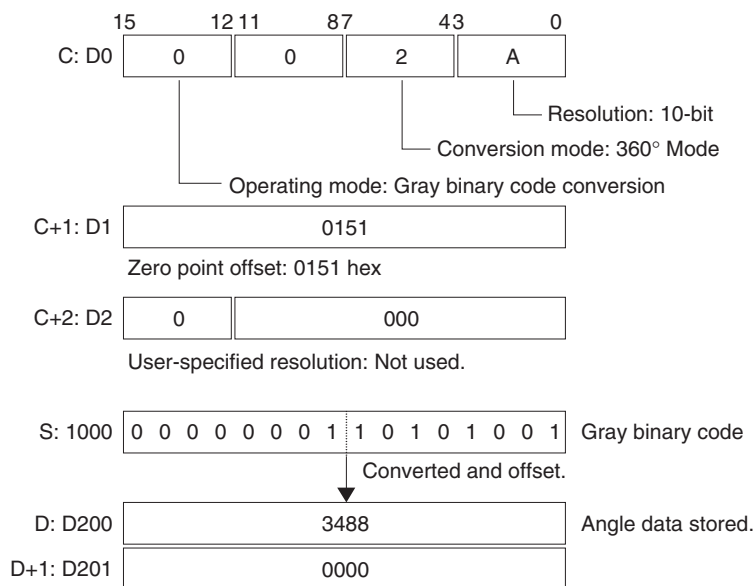 15 12 11 8 7 4 3 0
C: D0 0 0 2 A
Resolution: 10-bit
Conversion mode: 360° Mode
Operating mode: Gray binary code conversion
C+1: D1 0151
Zero point offset: 0151 hex
C+2: D2 0 000
User-specified resolution: Not used.
S: 1000 0 0 0 0 0 0 0 1 1 0 1 0 1 0 0 1 Gray binary code
Converted and offset.
D: D200 3488 Angle data stored.
D+1: D201 0000